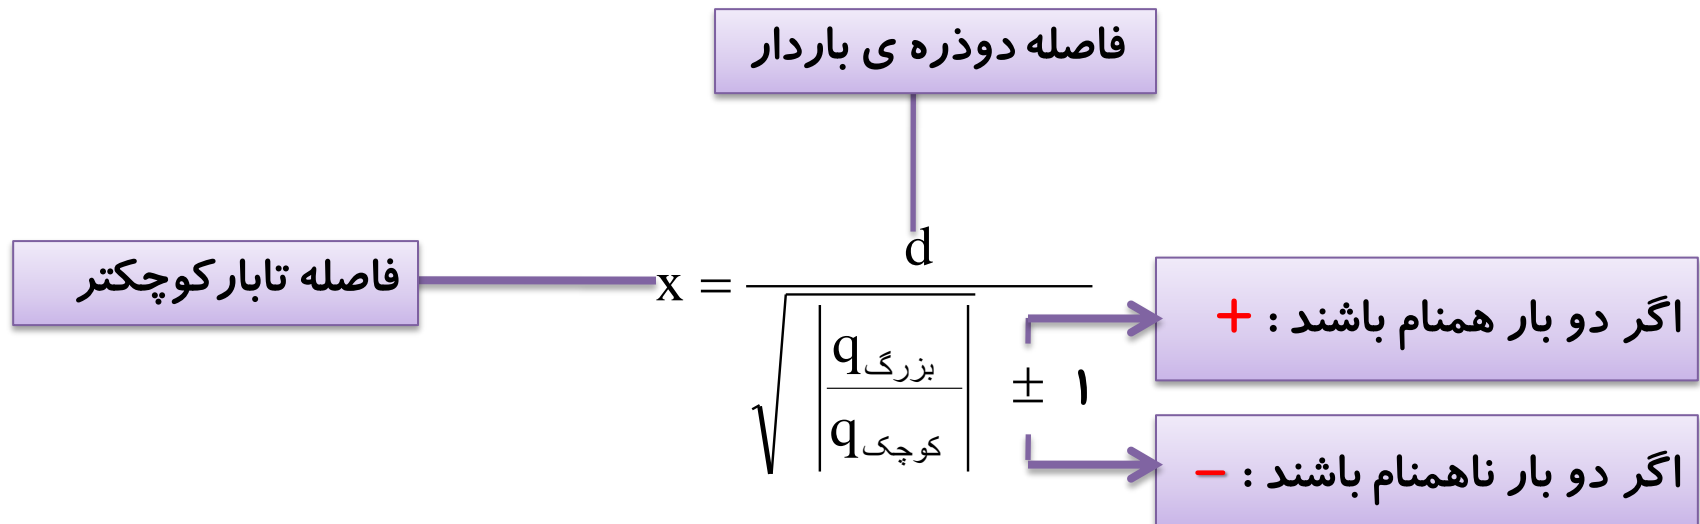 فاصله دوذره ی باردار
فاصله تابارکوچکتر
x = d / √|q بزرگ / q کوچک| ± ۱
اگر دو بار همنام باشند : +
اگر دو بار ناهمنام باشند : −